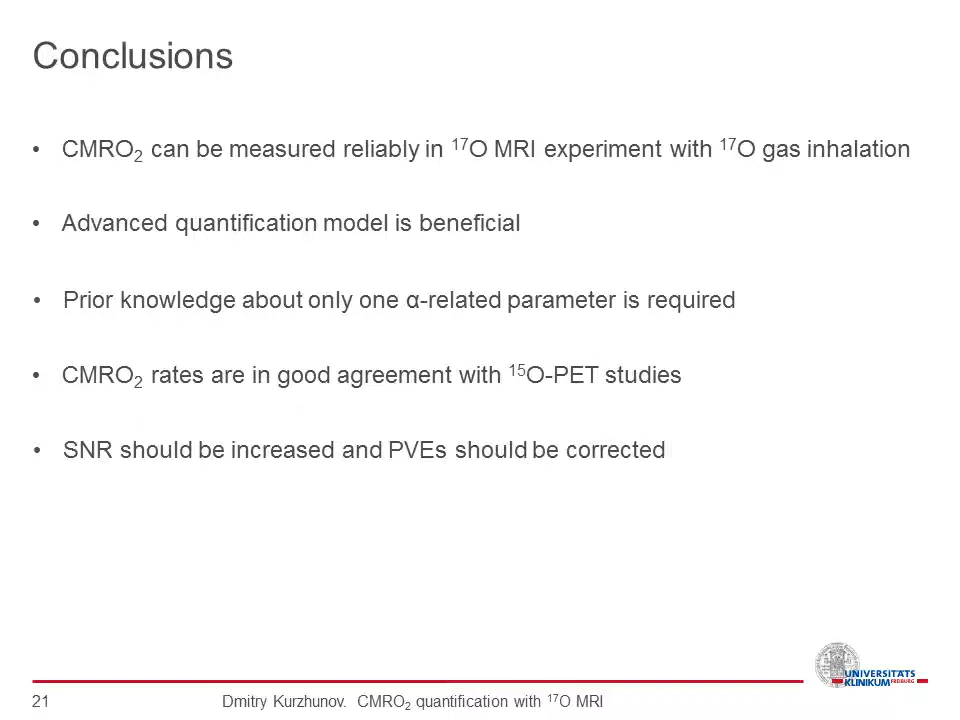 Conclusions
• CMRO₂ can be measured reliably in ¹⁷O MRI experiment with ¹⁷O gas inhalation
• Advanced quantification model is beneficial
• Prior knowledge about only one α-related parameter is required
• CMRO₂ rates are in good agreement with ¹⁵O-PET studies
• SNR should be increased and PVEs should be corrected
UNIVERSITÄTS
KLINIKUM FREIBURG
21 Dmitry Kurzhunov. CMRO₂ quantification with ¹⁷O MRI